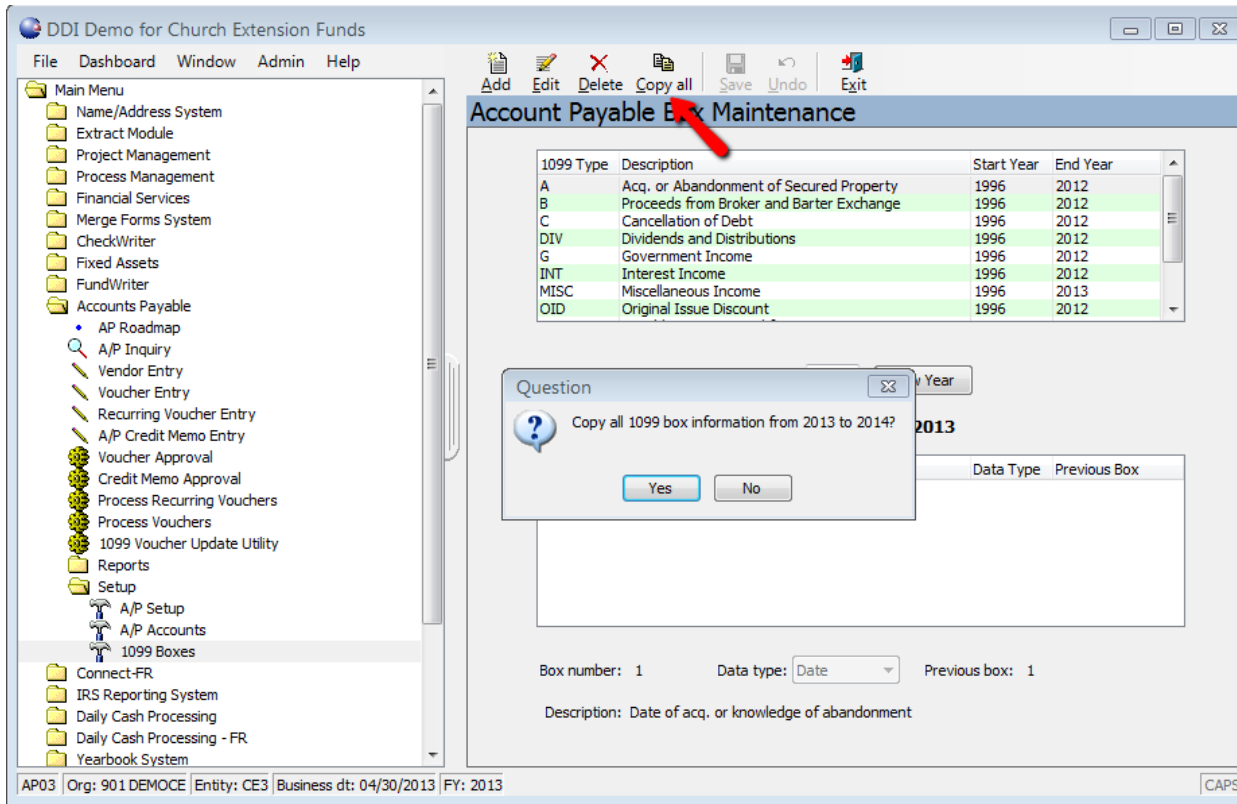 DDI Demo for Church Extension Funds
File Dashboard Window Admin Help
Main Menu
Name/Address System
Extract Module
Project Management
Process Management
Financial Services
Merge Forms System
CheckWriter
Fixed Assets
FundWriter
Accounts Payable
AP Roadmap
A/P Inquiry
Vendor Entry
Voucher Entry
Recurring Voucher Entry
A/P Credit Memo Entry
Voucher Approval
Credit Memo Approval
Process Recurring Vouchers
Process Vouchers
1099 Voucher Update Utility
Reports
Setup
A/P Setup
A/P Accounts
1099 Boxes
Connect-FR
IRS Reporting System
Daily Cash Processing
Daily Cash Processing - FR
Yearbook System
Add Edit Delete Copy all Save Undo Exit
Account Payable Maintenance
1099 Type Description Start Year End Year
A Acq. or Abandonment of Secured Property 1996 2012
B Proceeds from Broker and Barter Exchange 1996 2012
C Cancellation of Debt 1996 2012
DIV Dividends and Distributions 1996 2012
G Government Income 1996 2012
INT Interest Income 1996 2012
MISC Miscellaneous Income 1996 2013
OID Original Issue Discount 1996 2012
Year
2013
Question
Copy all 1099 box information from 2013 to 2014?
Yes No
Data Type Previous Box
Box number: 1 Data type: Date Previous box: 1
Description: Date of acq. or knowledge of abandonment
AP03 Org: 901 DEMOCE Entity: CE3 Business dt: 04/30/2013 FY: 2013 CAPS